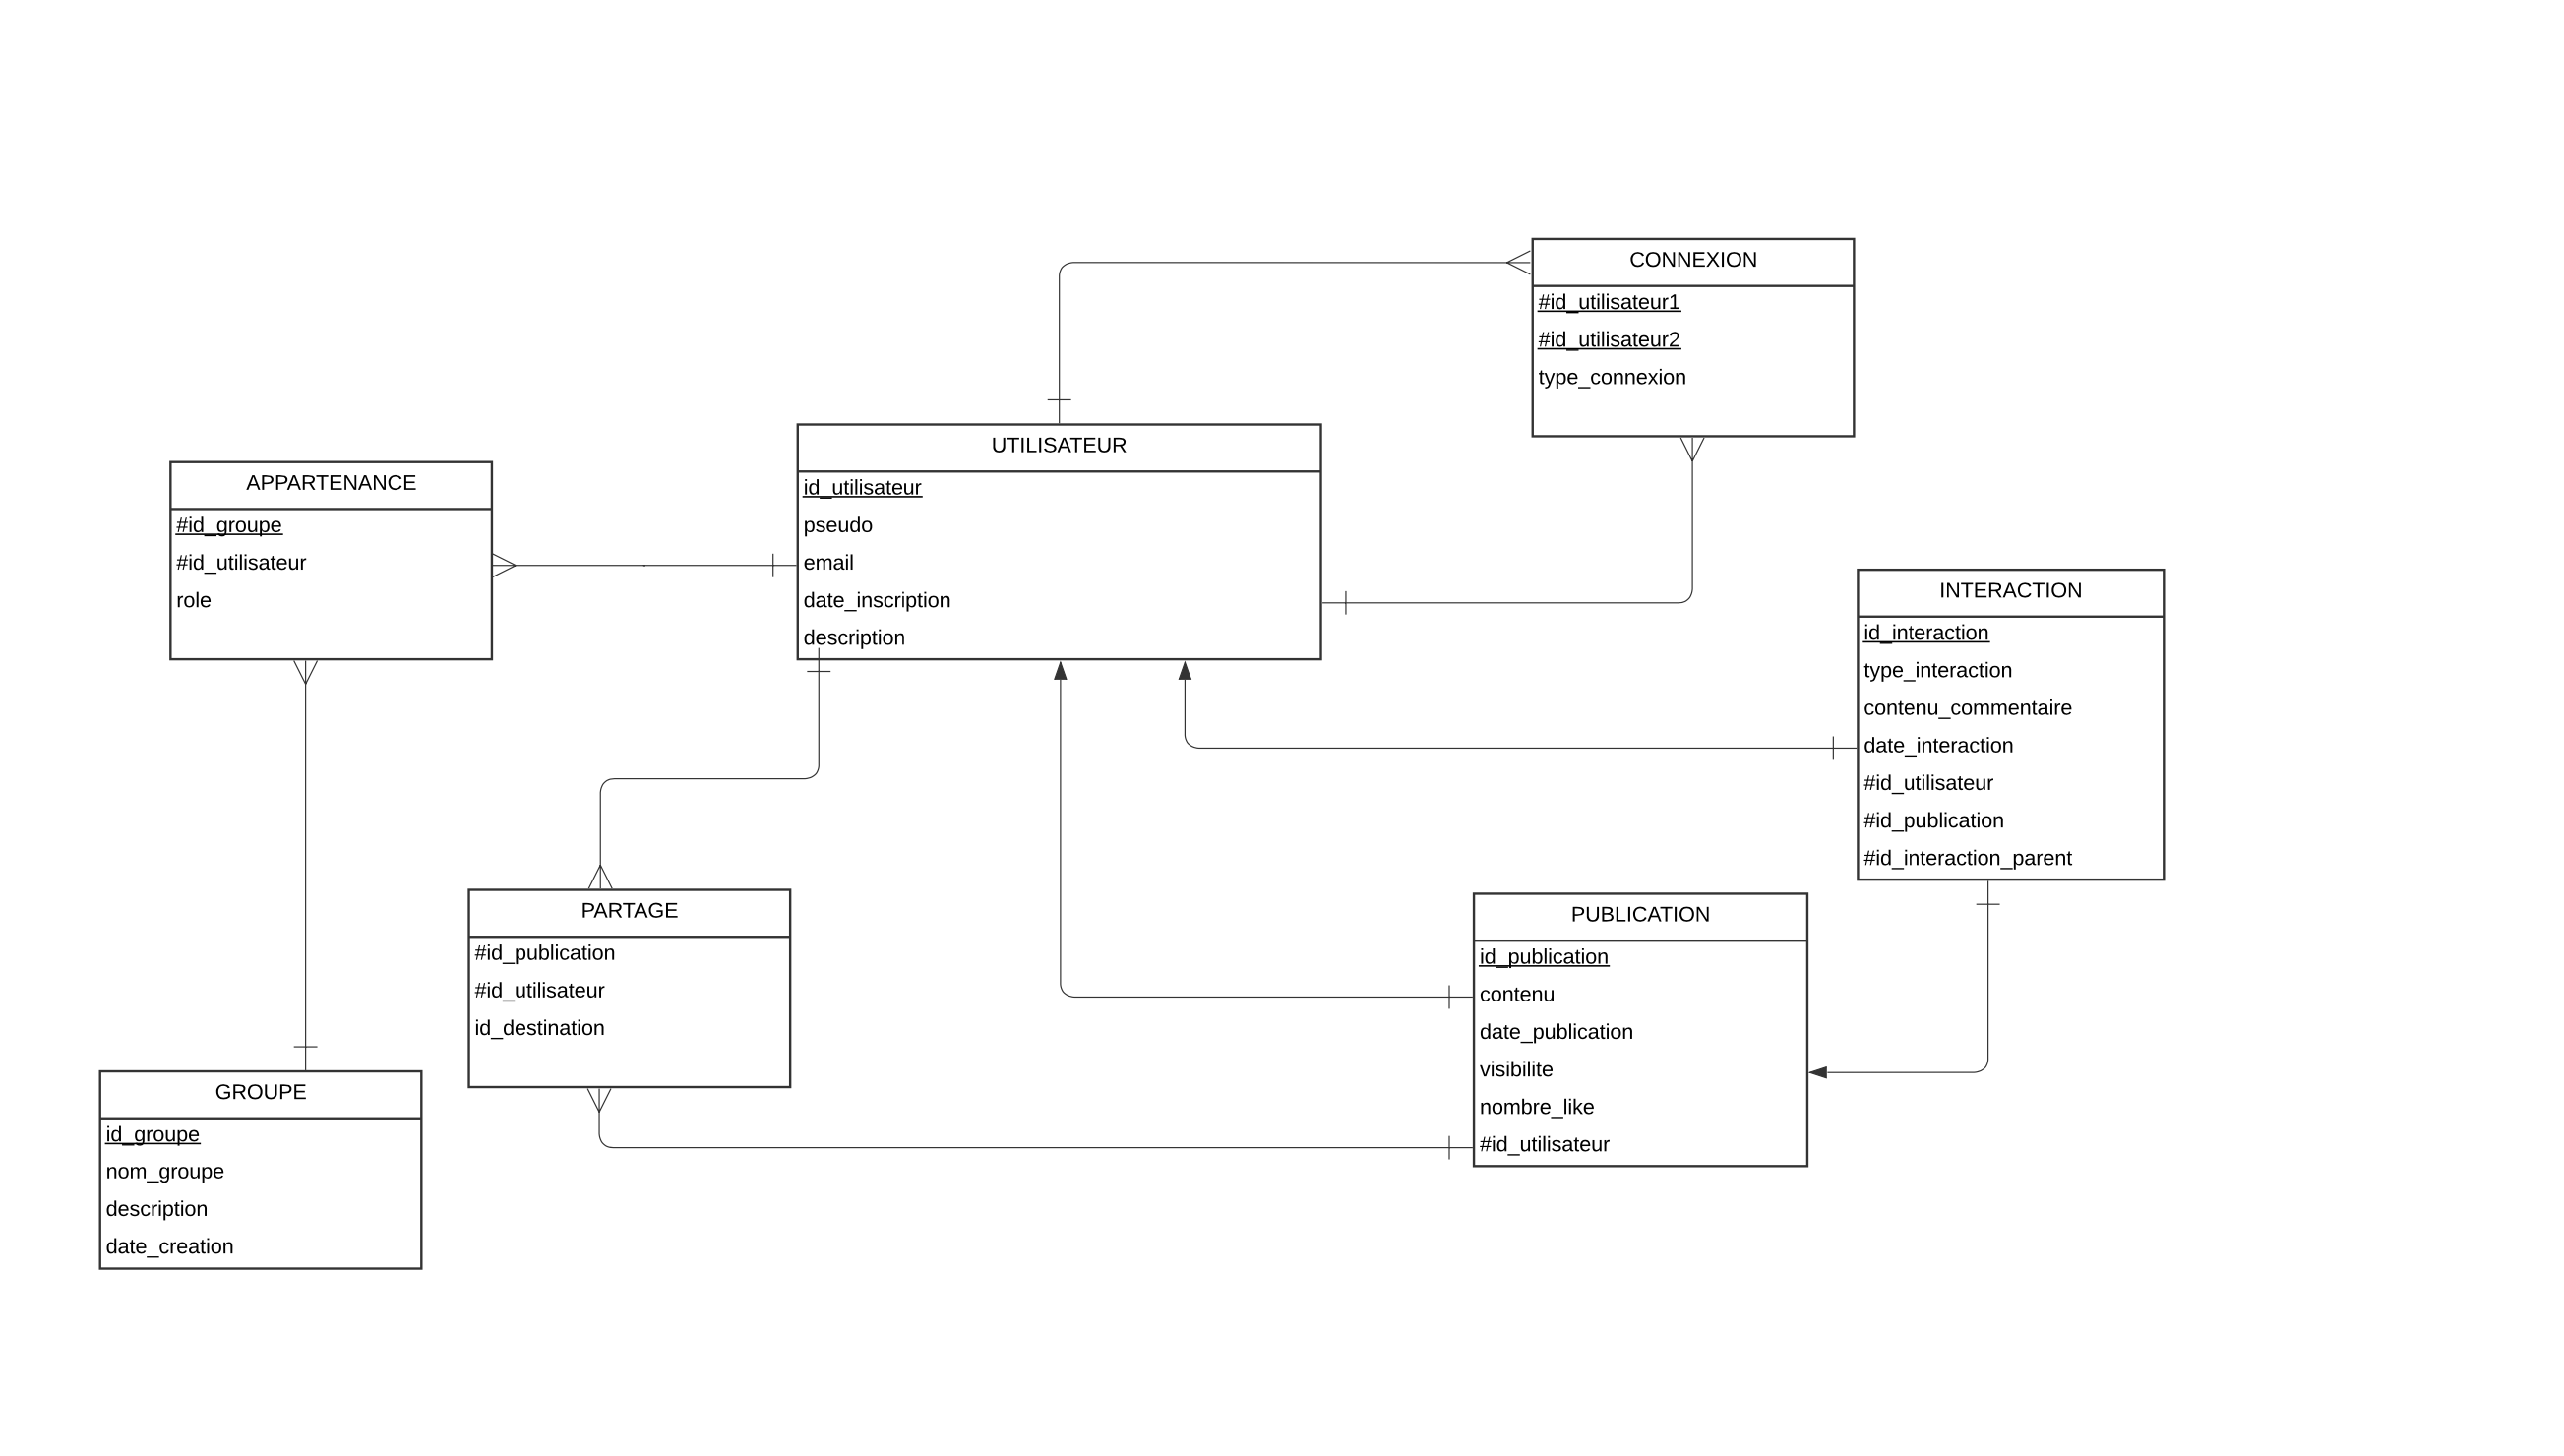 CONNEXION
#id_utilisateur1
#id_utilisateur2
type_connexion
UTILISATEUR
id_utilisateur
pseudo
email
date_inscription
description
APPARTENANCE
#id_groupe
#id_utilisateur
role
INTERACTION
id_interaction
type_interaction
contenu_commentaire
date_interaction
#id_utilisateur
#id_publication
#id_interaction_parent
PARTAGE
#id_publication
#id_utilisateur
id_destination
PUBLICATION
id_publication
contenu
date_publication
visibilite
nombre_like
#id_utilisateur
GROUPE
id_groupe
nom_groupe
description
date_creation